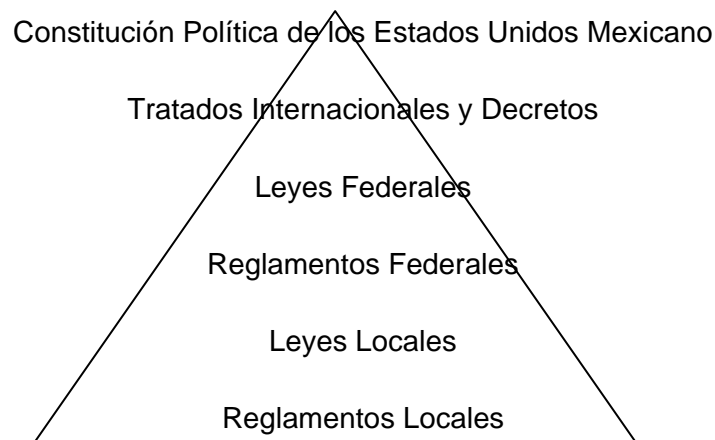 Constitución Política de los Estados Unidos Mexicano
Tratados Internacionales y Decretos
Leyes Federales
Reglamentos Federales
Leyes Locales
Reglamentos Locales